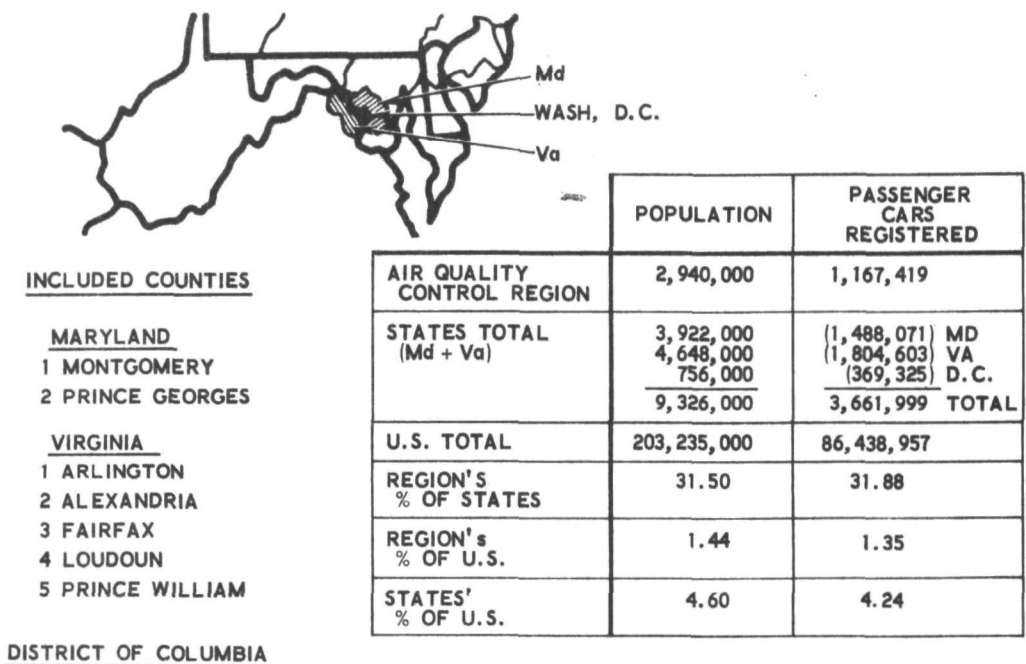 Md
WASH, D.C.
Va
INCLUDED COUNTIES
MARYLAND
1 MONTGOMERY
2 PRINCE GEORGES
VIRGINIA
1 ARLINGTON
2 ALEXANDRIA
3 FAIRFAX
4 LOUDOUN
5 PRINCE WILLIAM
DISTRICT OF COLUMBIA
POPULATION
PASSENGER
CARS
REGISTERED
AIR QUALITY
CONTROL REGION
2,940,000
1,167,419
STATES TOTAL
(Md + Va)
3,922,000 (1,488,071) MD
4,648,000 (1,804,603) VA
756,000 (369,325) D.C.
9,326,000 3,661,999 TOTAL
U.S. TOTAL 203,235,000 86,438,957
REGION'S
% OF STATES
31.50 31.88
REGION's
% OF U.S.
1.44 1.35
STATES'
% OF U.S.
4.60 4.24